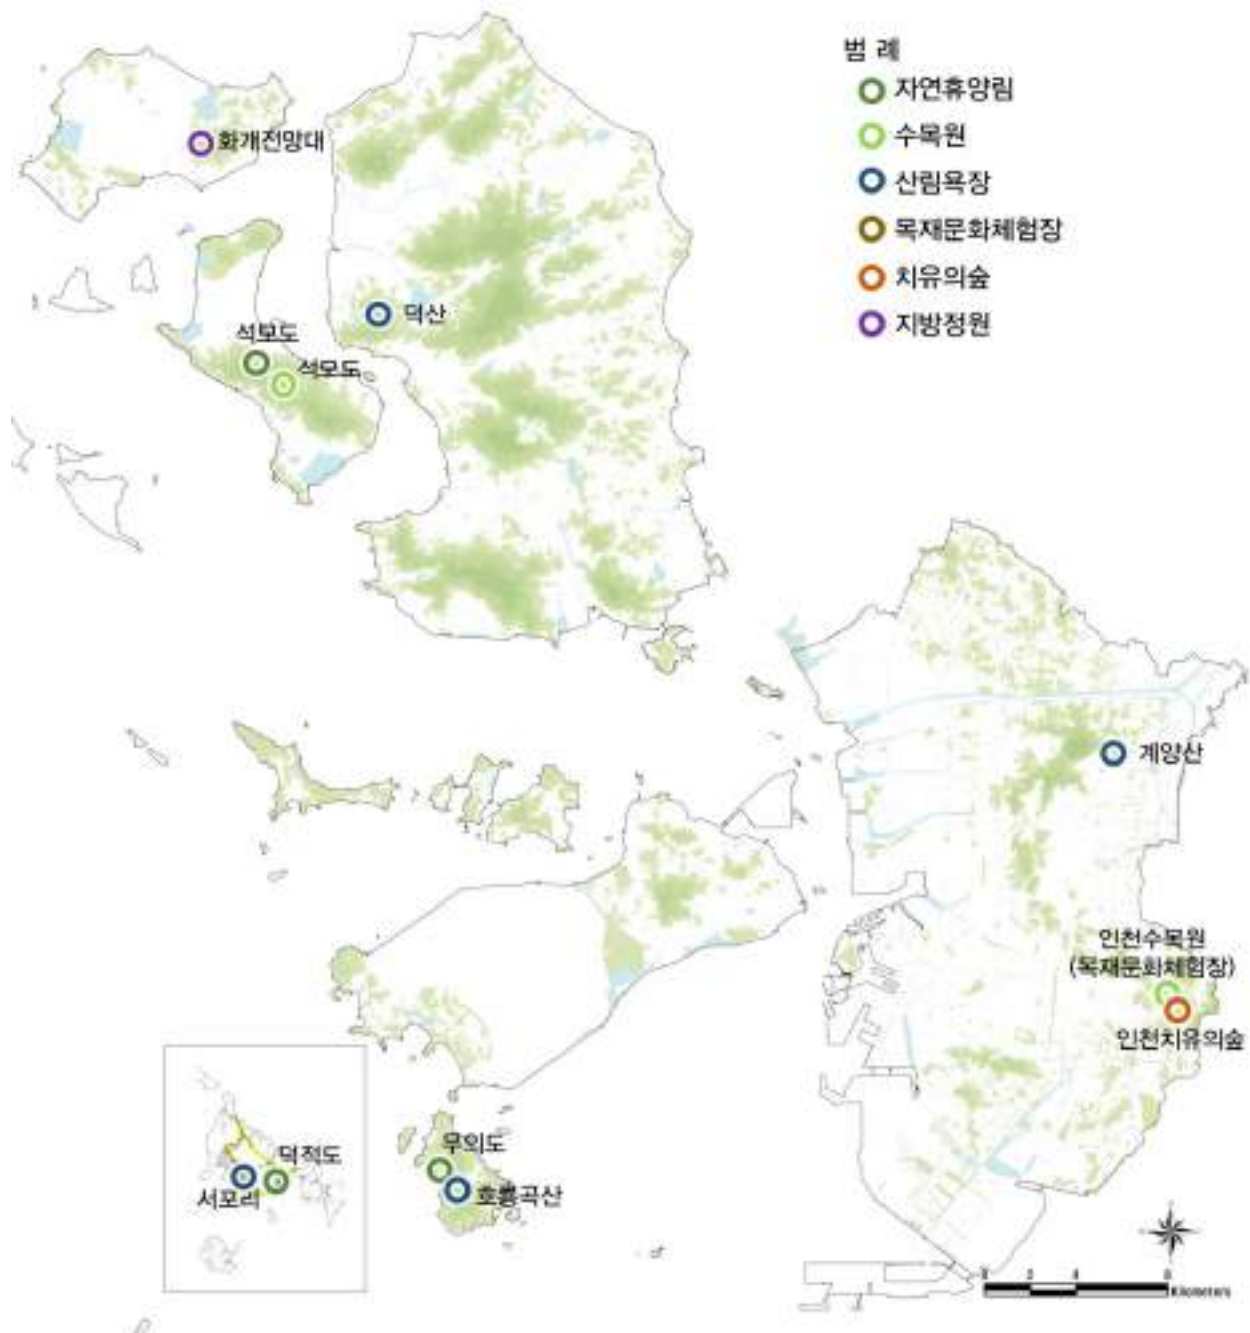 범 례
자연휴양림
수목원
산림욕장
목재문화체험장
치유의숲
지방정원
화개전망대
덕산
석모도
석모도
계양산
인천수목원
(목재문화체험장)
인천치유의숲
무의도
호룡곡산
덕적도
서포리
0 2 4 8
Kilometers